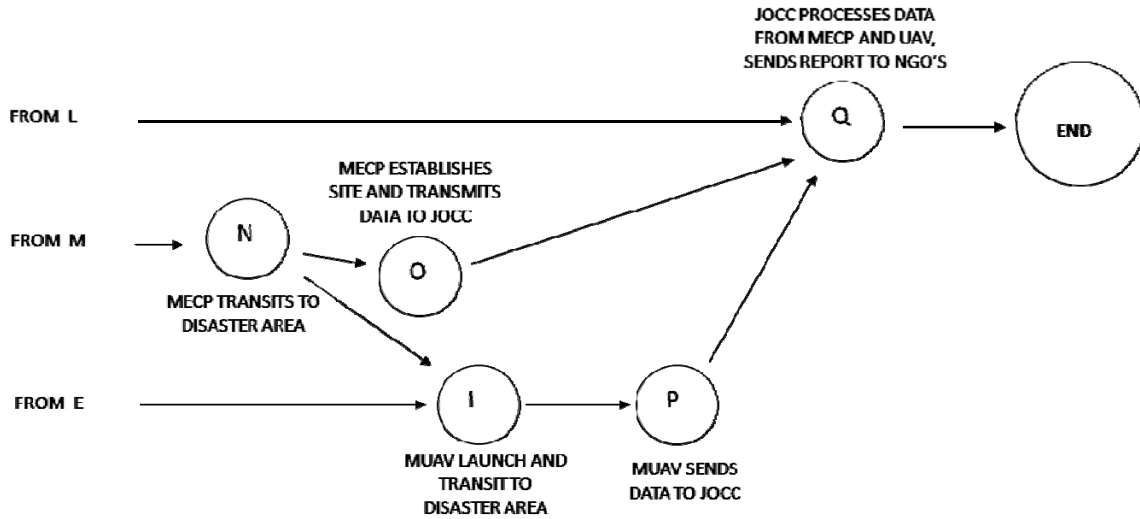 JOCC PROCESSES DATA
FROM MECP AND UAV,
SENDS REPORT TO NGO'S
FROM L
Q
END
MECP ESTABLISHES
SITE AND TRANSMITS
DATA TO JOCC
FROM M
N
O
MECP TRANSITS TO
DISASTER AREA
FROM E
I
P
MUAV LAUNCH AND
TRANSIT TO
DISASTER AREA
MUAV SENDS
DATA TO JOCC